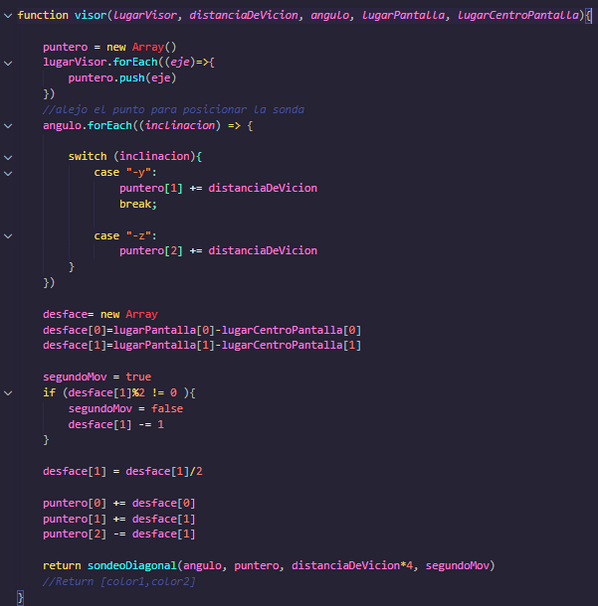 function visor(lugarVisor, distanciaDeVicion, angulo, lugarPantalla, lugarCentroPantalla){
puntero = new Array()
lugarVisor.forEach((eje)=>{
puntero.push(eje)
})
//alejo el punto para posicionar la sonda
angulo.forEach((inclinacion) => {
switch (inclinacion){
case "-y":
puntero[1] += distanciaDeVicion
break;
case "-z":
puntero[2] += distanciaDeVicion
}
})
desface= new Array
desface[0]=lugarPantalla[0]-lugarCentroPantalla[0]
desface[1]=lugarPantalla[1]-lugarCentroPantalla[1]
segundoMov = true
if (desface[1]%2 != 0 ){
segundoMov = false
desface[1] -= 1
}
desface[1] = desface[1]/2
puntero[0] += desface[0]
puntero[1] += desface[1]
puntero[2] -= desface[1]
return sondeoDiagonal(angulo, puntero, distanciaDeVicion*4, segundoMov)
//Return [color1,color2]
}